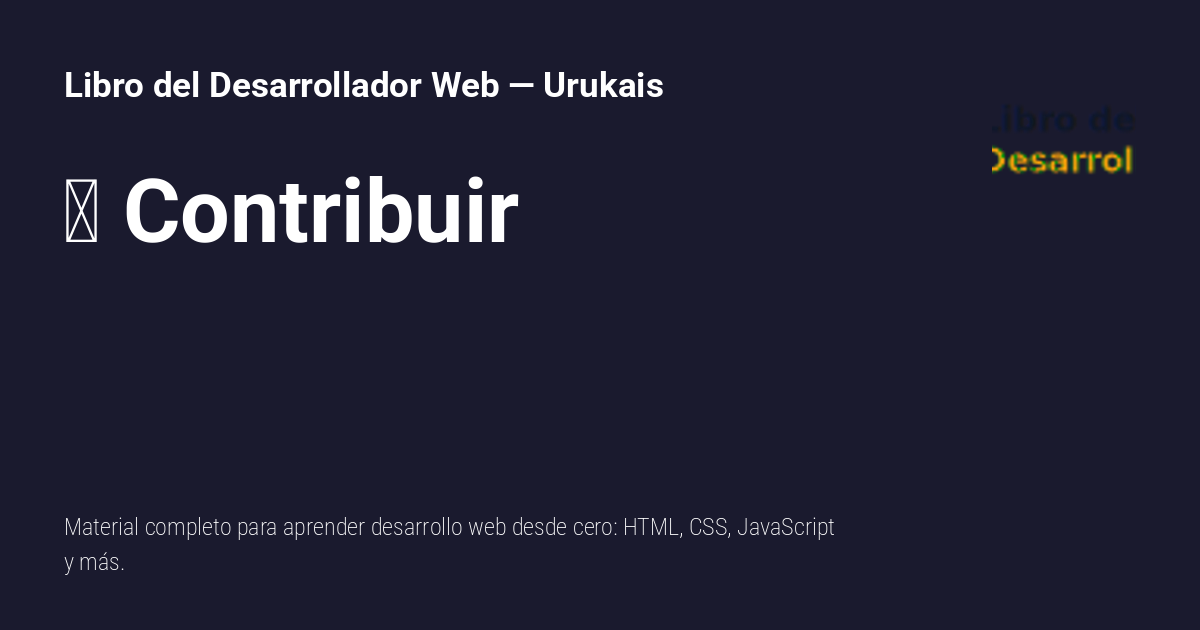 Libro del Desarrollador Web — Urukais
Contribuir
Material completo para aprender desarrollo web desde cero: HTML, CSS, JavaScript
y más.